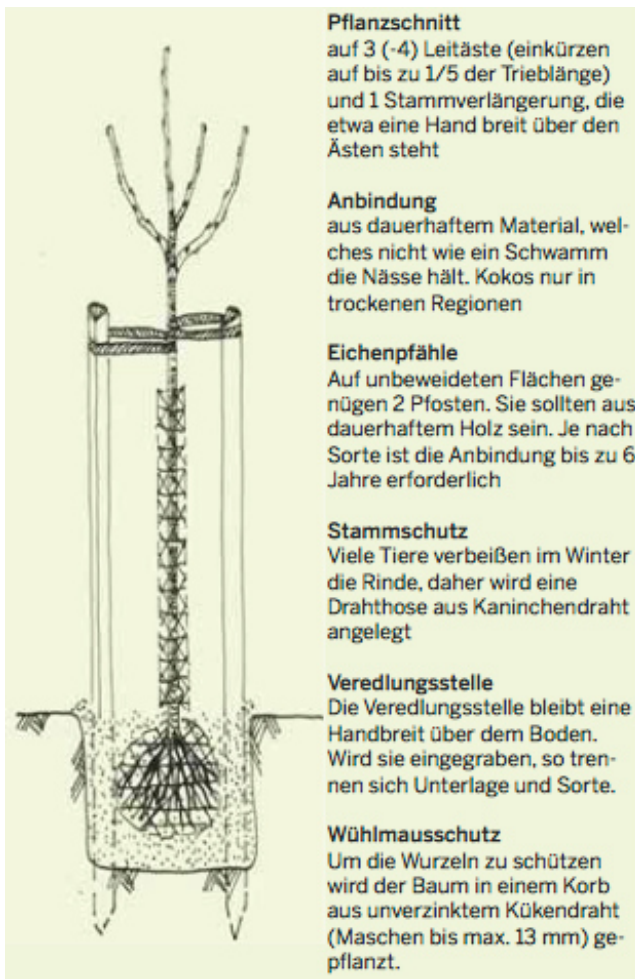 Pflanzschnitt
auf 3 (-4) Leitäste (einkürzen
auf bis zu 1/5 der Trieblänge)
und 1 Stammverlängerung, die
etwa eine Hand breit über den
Ästen steht
Anbindung
aus dauerhaftem Material, wel-
ches nicht wie ein Schwamm
die Nässe hält. Kokos nur in
trockenen Regionen
Eichenpfähle
Auf unbeweideten Flächen ge-
nügen 2 Pfosten. Sie sollten aus
dauerhaftem Holz sein. Je nach
Sorte ist die Anbindung bis zu 6
Jahre erforderlich
Stammschutz
Viele Tiere verbeißen im Winter
die Rinde, daher wird eine
Drahthose aus Kaninchendraht
angelegt
Veredlungsstelle
Die Veredlungsstelle bleibt eine
Handbreit über dem Boden.
Wird sie eingegraben, so tren-
nen sich Unterlage und Sorte.
Wühlmausschutz
Um die Wurzeln zu schützen
wird der Baum in einem Korb
aus unverzinktem Kükendraht
(Maschen bis max. 13 mm) ge-
pflanzt.